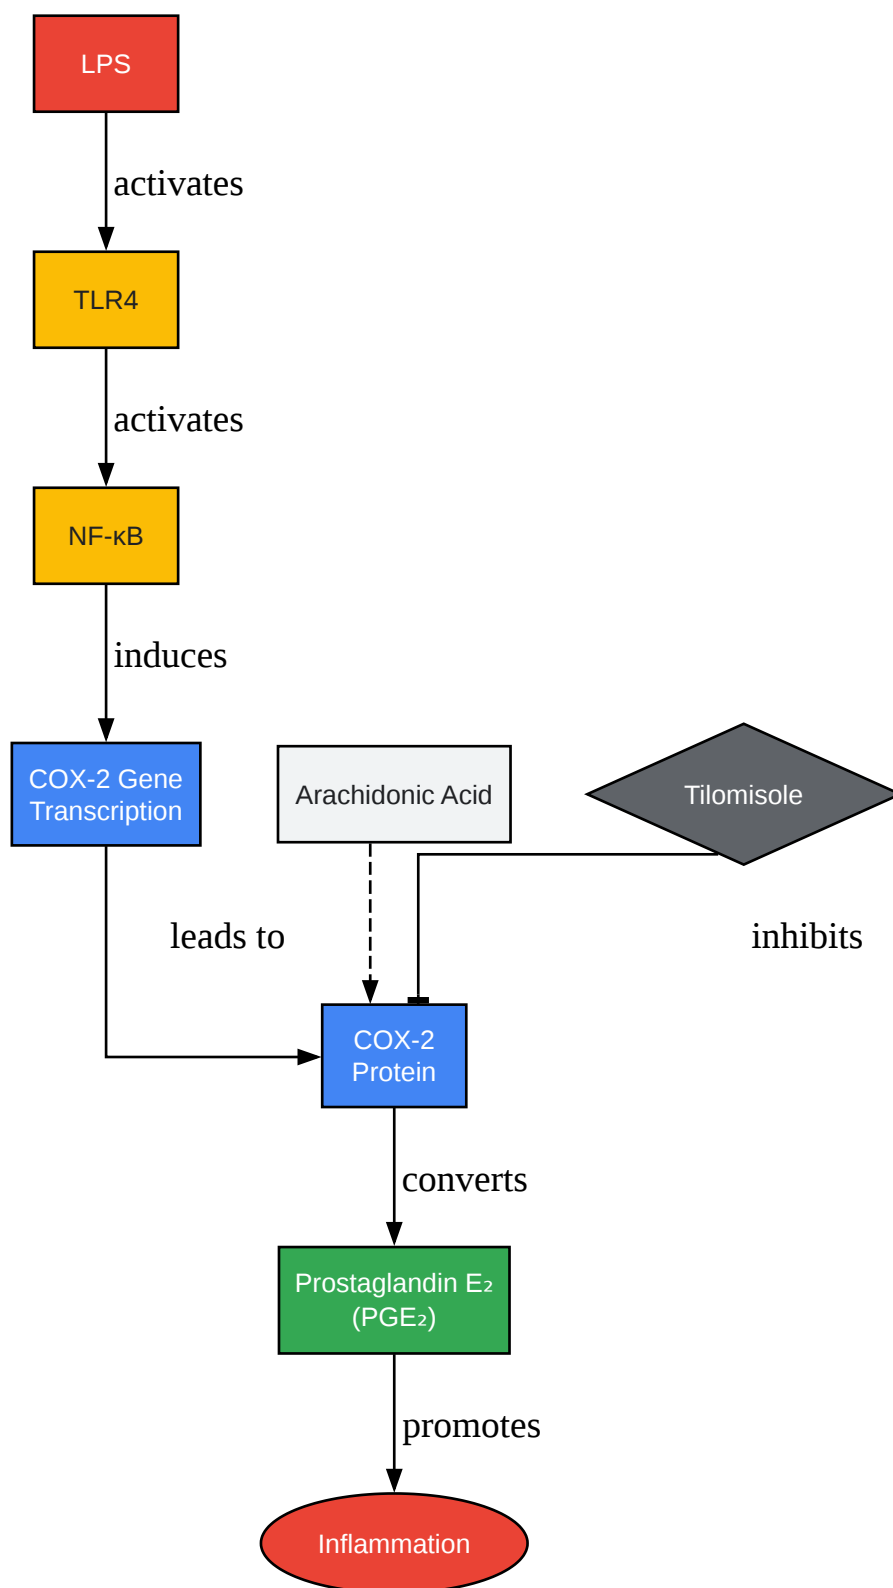 LPS
activates
TLR4
activates
NF-κB
induces
COX-2 Gene
Transcription
Arachidonic Acid
Tilomisole
leads to
inhibits
COX-2
Protein
converts
Prostaglandin E₂
(PGE₂)
promotes
Inflammation